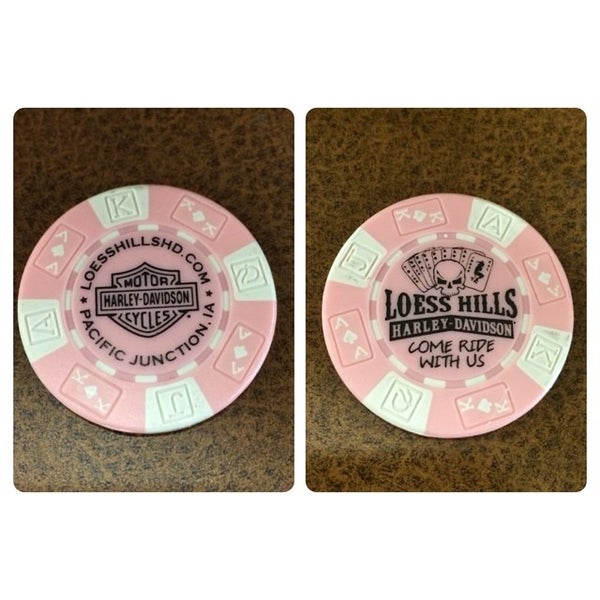 LOESSHILLSHD.COM
MOTOR
HARLEY-DAVIDSON
CYCLES
PACIFIC JUNCTION, IA
K
Q
J
A
LOESS HILLS
HARLEY-DAVIDSON
COME RIDE
WITH US
A
K
Q
J